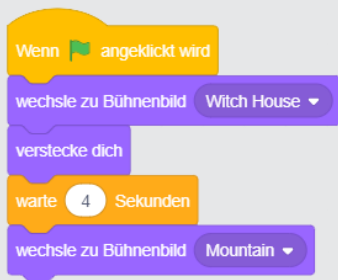 Wenn angeklickt wird
wechsle zu Bühnenbild Witch House
verstecke dich
warte 4 Sekunden
wechsle zu Bühnenbild Mountain